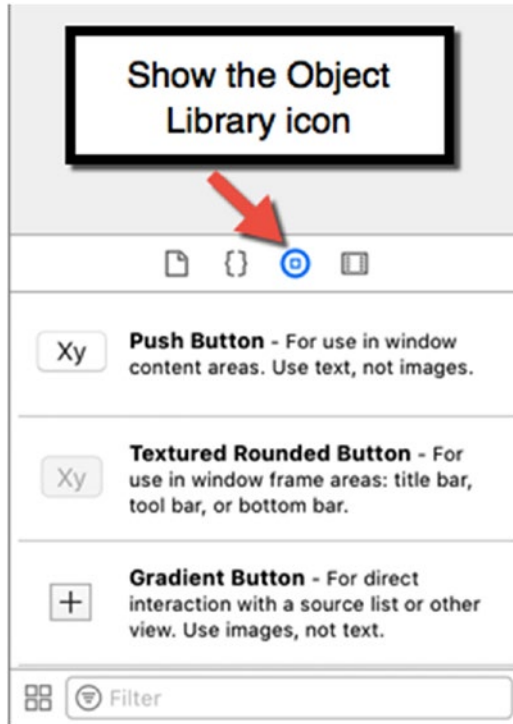 Show the Object
Library icon
{}
Xy
Push Button - For use in window
content areas. Use text, not images.
Xy
Textured Rounded Button - For
use in window frame areas: title bar,
tool bar, or bottom bar.
Gradient Button - For direct
interaction with a source list or other
view. Use images, not text.
Filter